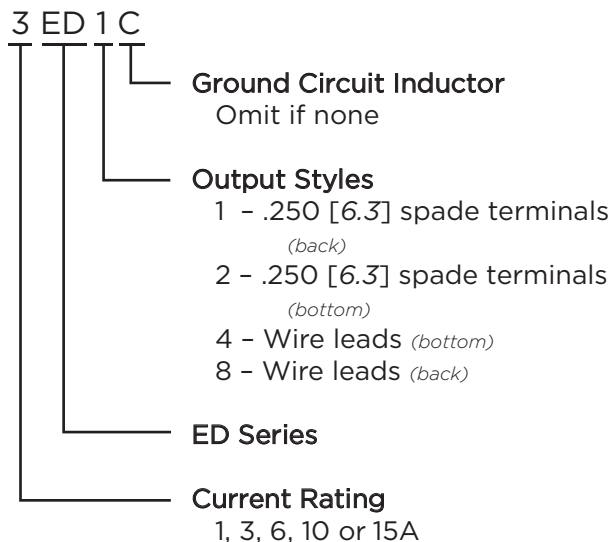 3 ED 1 C
Ground Circuit Inductor
Omit if none
Output Styles
1 – .250 [6.3] spade terminals
(back)
2 – .250 [6.3] spade terminals
(bottom)
4 – Wire leads (bottom)
8 – Wire leads (back)
ED Series
Current Rating
1, 3, 6, 10 or 15A